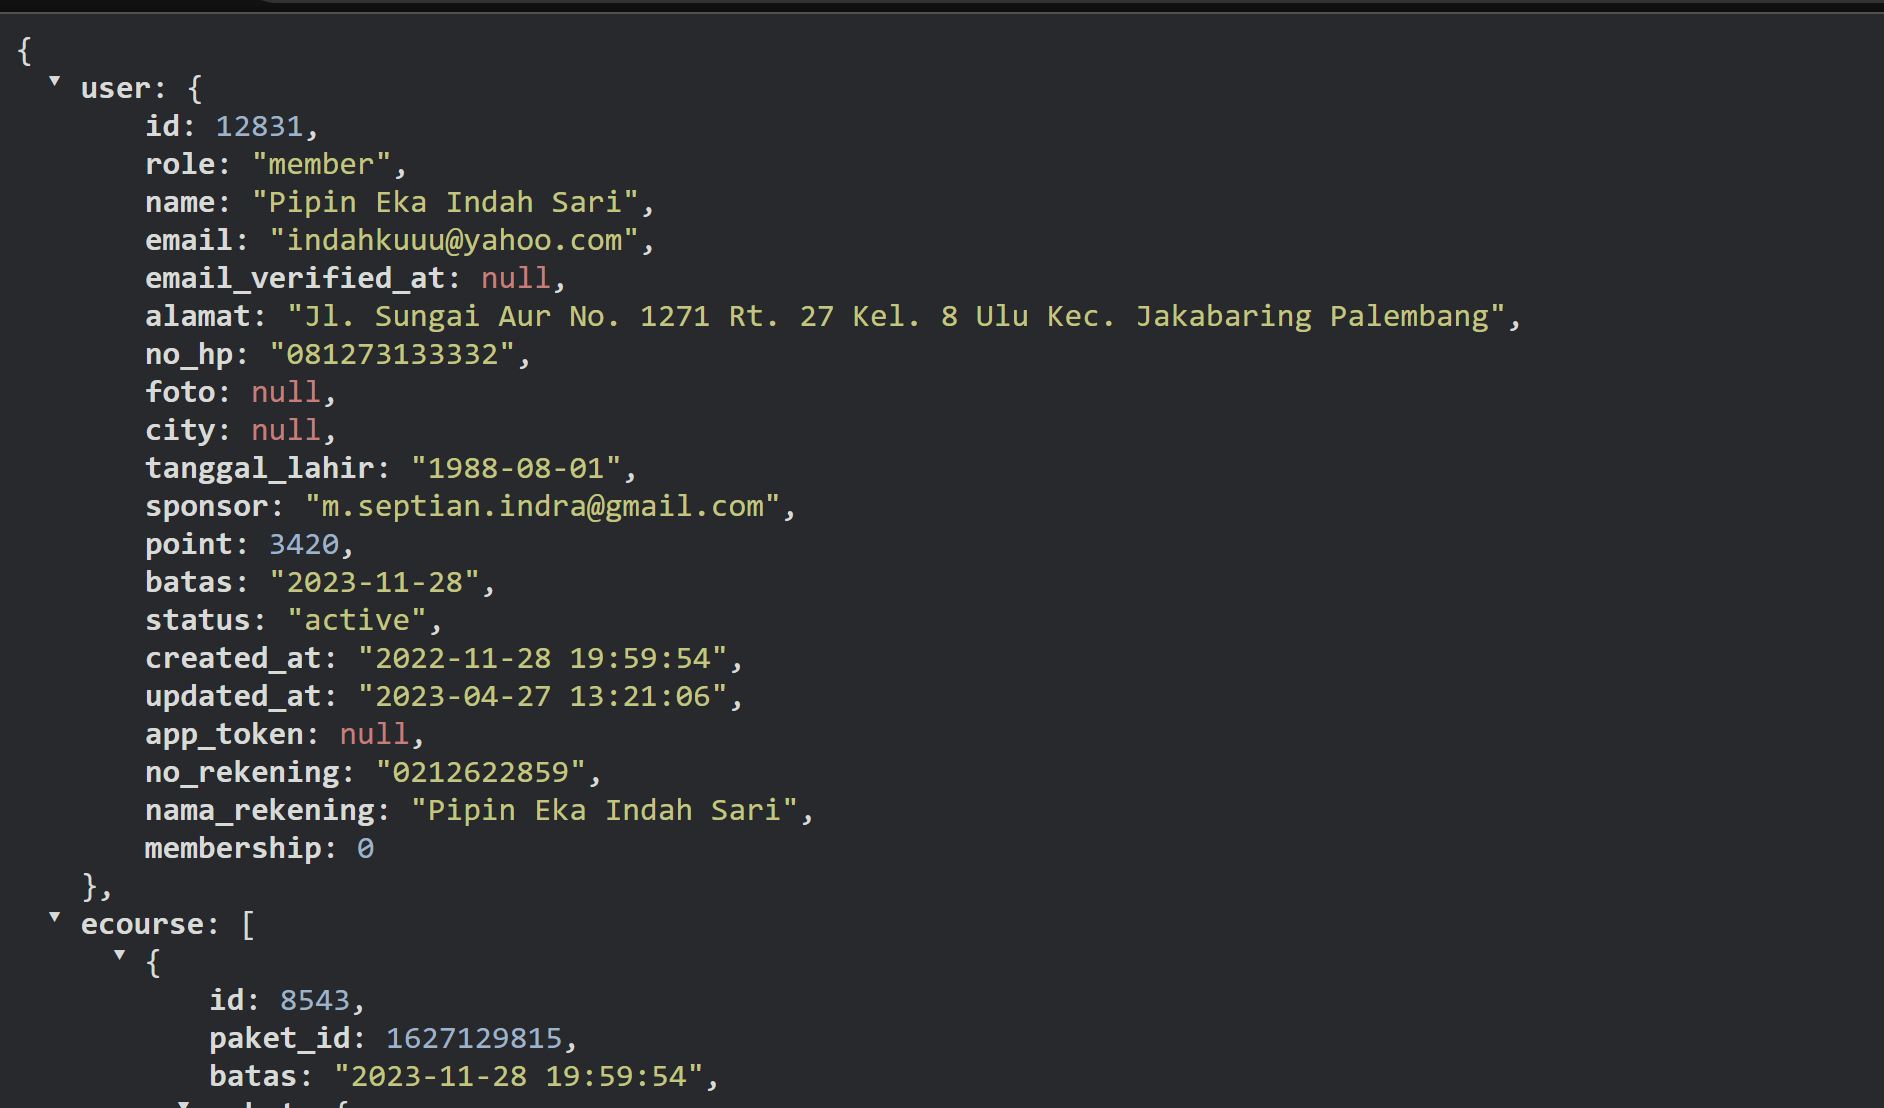 {
user: {
id: 12831,
role: "member",
name: "Pipin Eka Indah Sari",
email: "indahkuuu@yahoo.com",
email_verified_at: null,
alamat: "Jl. Sungai Aur No. 1271 Rt. 27 Kel. 8 Ulu Kec. Jakabaring Palembang",
no_hp: "081273133332",
foto: null,
city: null,
tanggal_lahir: "1988-08-01",
sponsor: "m.septian.indra@gmail.com",
point: 3420,
batas: "2023-11-28",
status: "active",
created_at: "2022-11-28 19:59:54",
updated_at: "2023-04-27 13:21:06",
app_token: null,
no_rekening: "0212622859",
nama_rekening: "Pipin Eka Indah Sari",
membership: 0
},
ecourse: [
{
id: 8543,
paket_id: 1627129815,
batas: "2023-11-28 19:59:54",